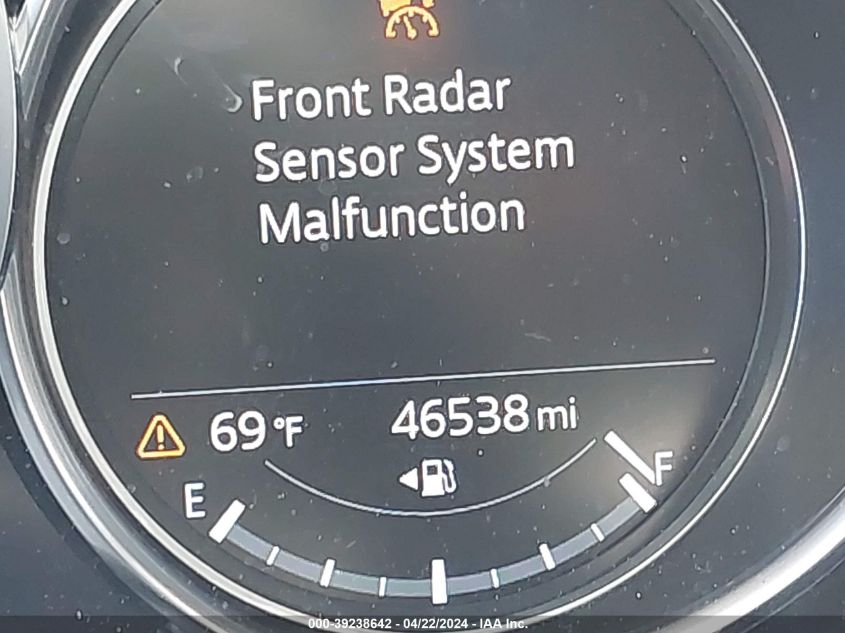 Front Radar
Sensor System
Malfunction
69°F
46538 mi
E
F
000-39238642 - 04/22/2024 - IAA Inc.